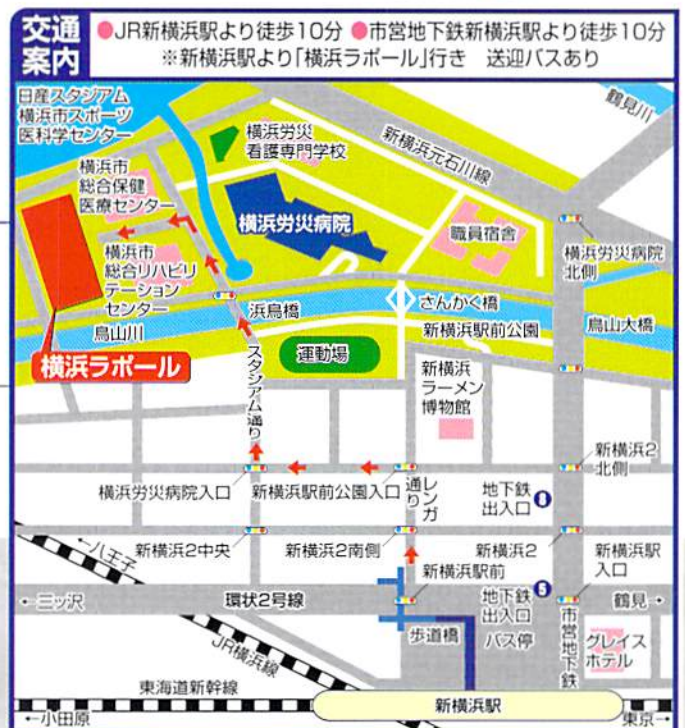 交通
案内
●JR新横浜駅より徒歩10分 ●市営地下鉄新横浜駅より徒歩10分
※新横浜駅より「横浜ラポール」行き 送迎バスあり
日産スタジアム
横浜市スポーツ
医科学センター
鶴見川
横浜労災
看護専門学校
新横浜元石川線
横浜市
総合保健
医療センター
横浜労災病院
職員宿舎
横浜市
総合リハビリ
テーション
センター
横浜労災病院
北側
浜鳥橋
さんかく橋
鳥山川
新横浜駅前公園
鳥山大橋
横浜ラポール
スタジアム通り
運動場
新横浜
ラーメン
博物館
新横浜2
北側
横浜労災病院入口
新横浜駅前公園入口
レンガ
通り
地下鉄
出入口 8
←八王子
新横浜2中央
新横浜2南側
新横浜2
新横浜駅
入口
新横浜駅前
←三ッ沢
環状2号線
地下鉄
出入口
5
鶴見→
歩道橋
バス停
市営地下鉄
グレイス
ホテル
JR横浜線
東海道新幹線
新横浜駅
←小田原
東京→